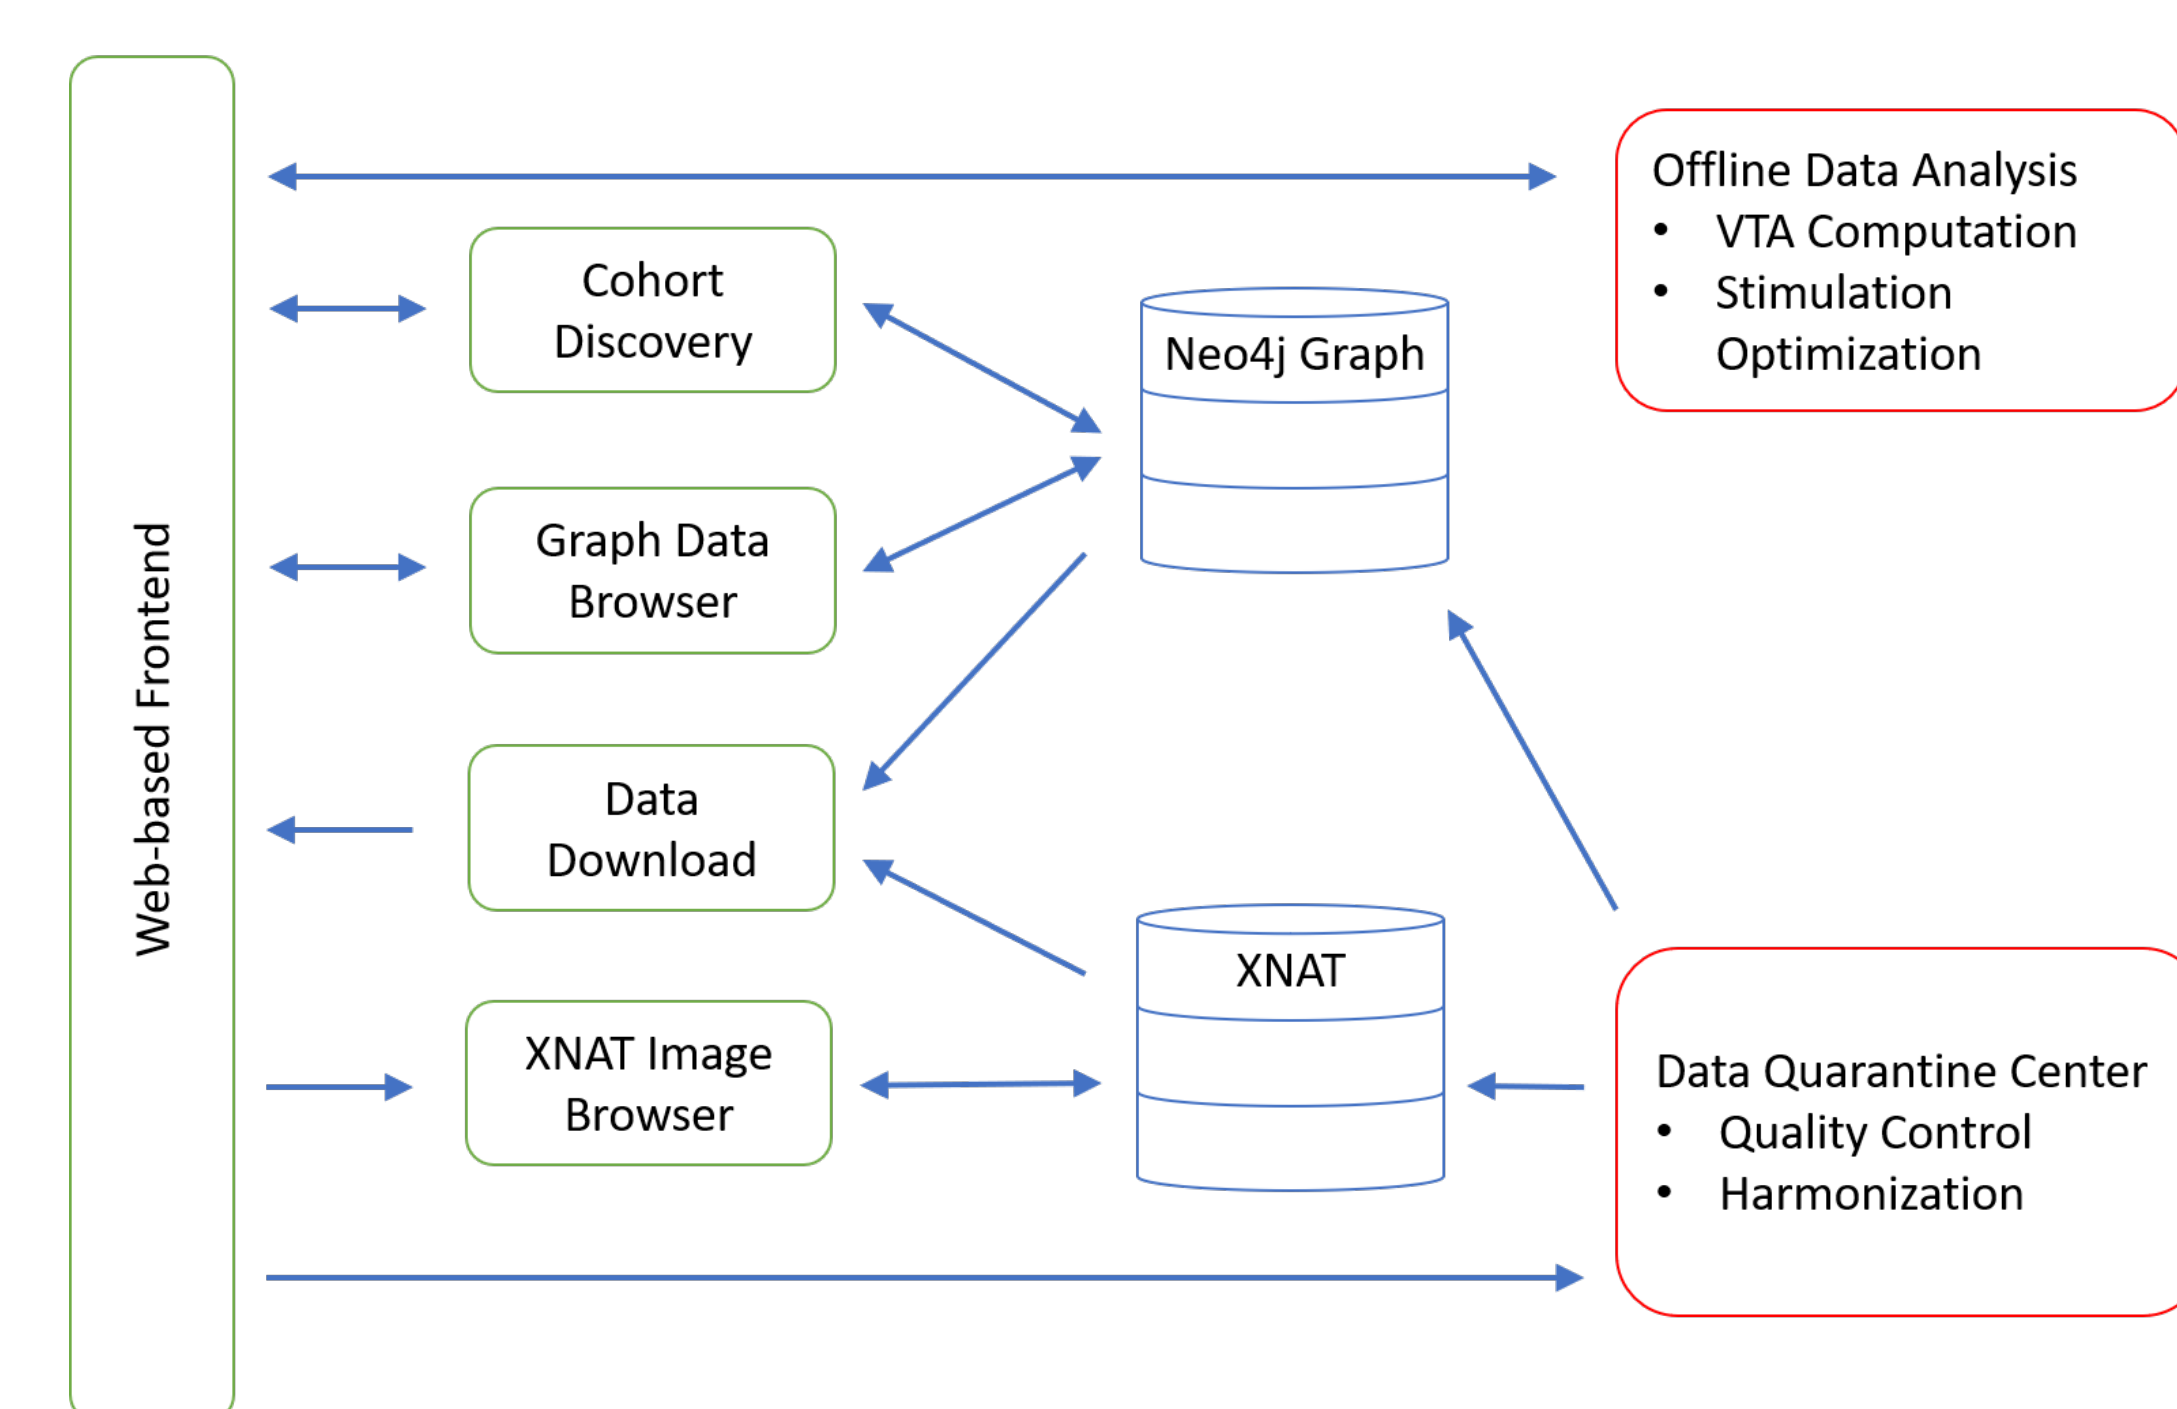 Web-based Frontend
Cohort
Discovery
Graph Data
Browser
Data
Download
XNAT Image
Browser
Neo4j Graph
XNAT
Offline Data Analysis
• VTA Computation
• Stimulation
Optimization
Data Quarantine Center
• Quality Control
• Harmonization